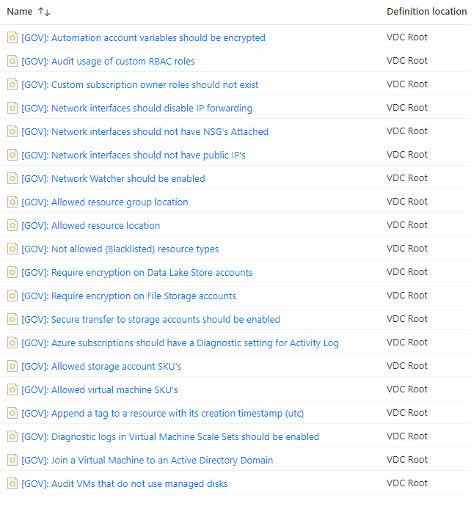 Name ↑↓ Definition location
[GOV]: Automation account variables should be encrypted VDC Root
[GOV]: Audit usage of custom RBAC roles VDC Root
[GOV]: Custom subscription owner roles should not exist VDC Root
[GOV]: Network interfaces should disable IP forwarding VDC Root
[GOV]: Network interfaces should not have NSG's Attached VDC Root
[GOV]: Network interfaces should not have public IP's VDC Root
[GOV]: Network Watcher should be enabled VDC Root
[GOV]: Allowed resource group location VDC Root
[GOV]: Allowed resource location VDC Root
[GOV]: Not allowed (Blacklisted) resource types VDC Root
[GOV]: Require encryption on Data Lake Store accounts VDC Root
[GOV]: Require encryption on File Storage accounts VDC Root
[GOV]: Secure transfer to storage accounts should be enabled VDC Root
[GOV]: Azure subscriptions should have a Diagnostic setting for Activity Log VDC Root
[GOV]: Allowed storage account SKU's VDC Root
[GOV]: Allowed virtual machine SKU's VDC Root
[GOV]: Append a tag to a resource with its creation timestamp (utc) VDC Root
[GOV]: Diagnostic logs in Virtual Machine Scale Sets should be enabled VDC Root
[GOV]: Join a Virtual Machine to an Active Directory Domain VDC Root
[GOV]: Audit VMs that do not use managed disks VDC Root